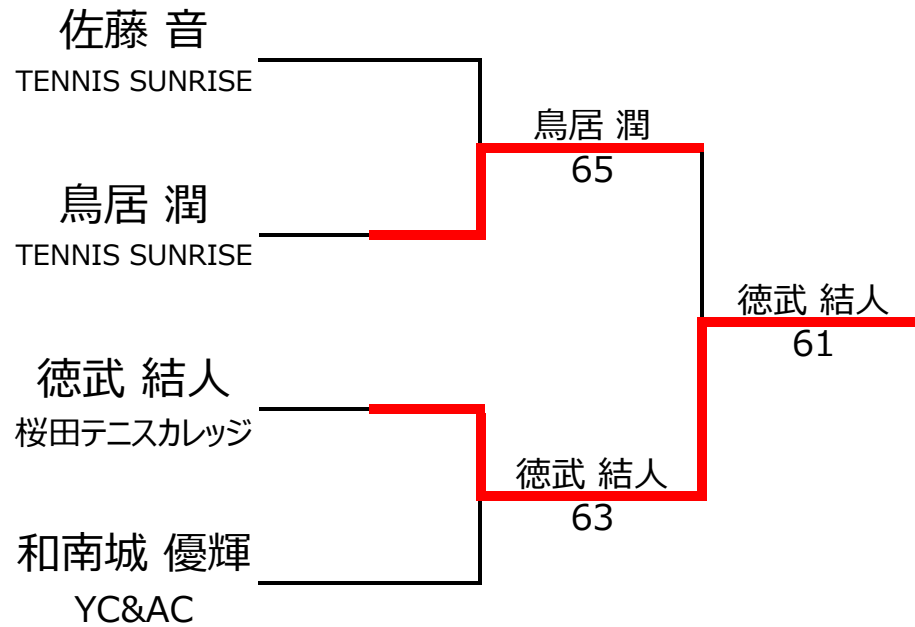 佐藤 音
TENNIS SUNRISE
鳥居 潤
TENNIS SUNRISE
徳武 結人
桜田テニスカレッジ
和南城 優輝
YC&AC
鳥居 潤
65
徳武 結人
63
徳武 結人
61